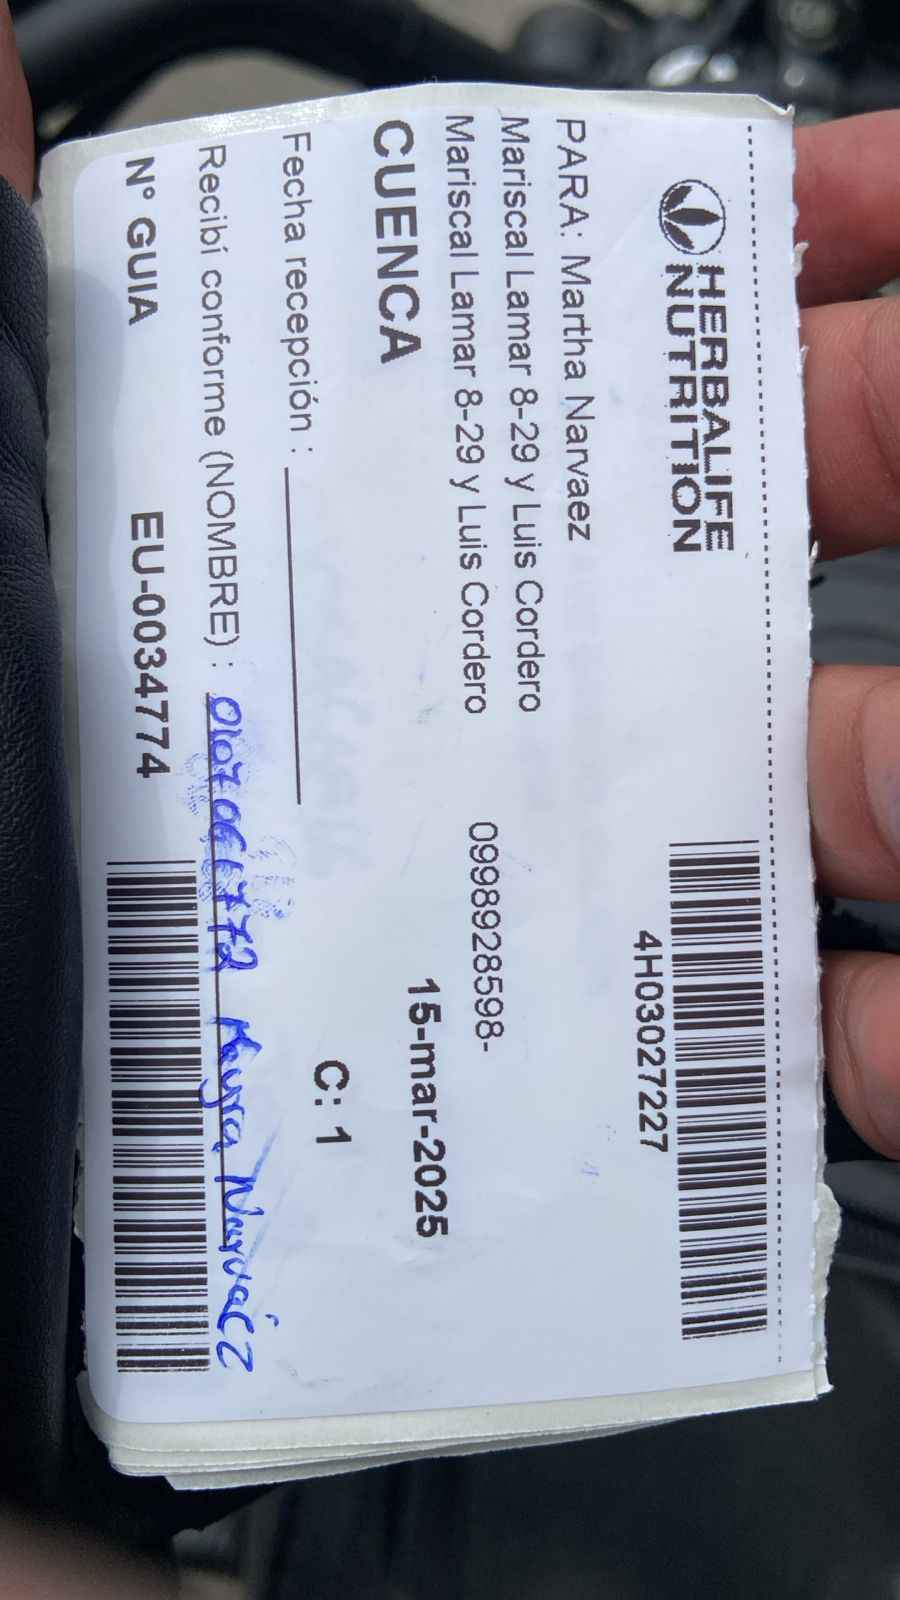 HERBALIFE
NUTRITION
4H03027227
PARA: Martha Narvaez
Mariscal Lamar 8-29 y Luis Cordero
Mariscal Lamar 8-29 y Luis Cordero
0998928598-
CUENCA
15-mar-2025
Fecha recepción :
C: 1
Recibí conforme (NOMBRE) : Narváez
N° GUIA EU-0034774